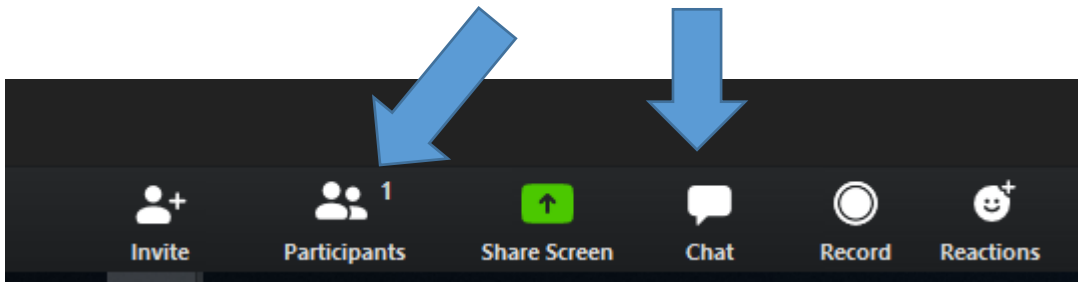 1
Invite
Participants
Share Screen
Chat
Record
Reactions